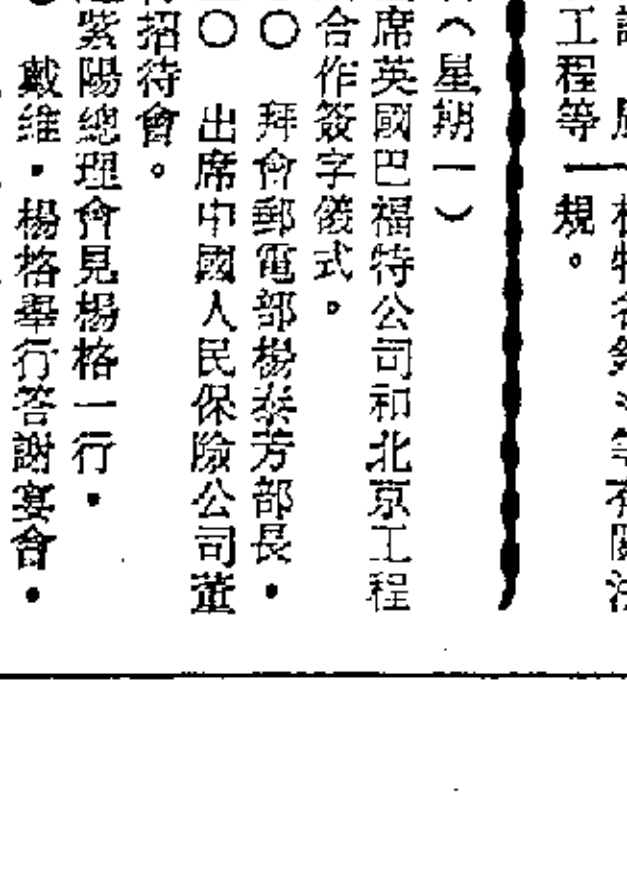 工程等一規。
（星期一）
席英國巴福特公司和北京工程
合作簽字儀式。
〇 拜會郵電部楊泰芳部長。
〇 出席中國人民保險公司董
招待會。
紫陽總理會見楊格一行。
戴維・楊格舉行答謝宴會。